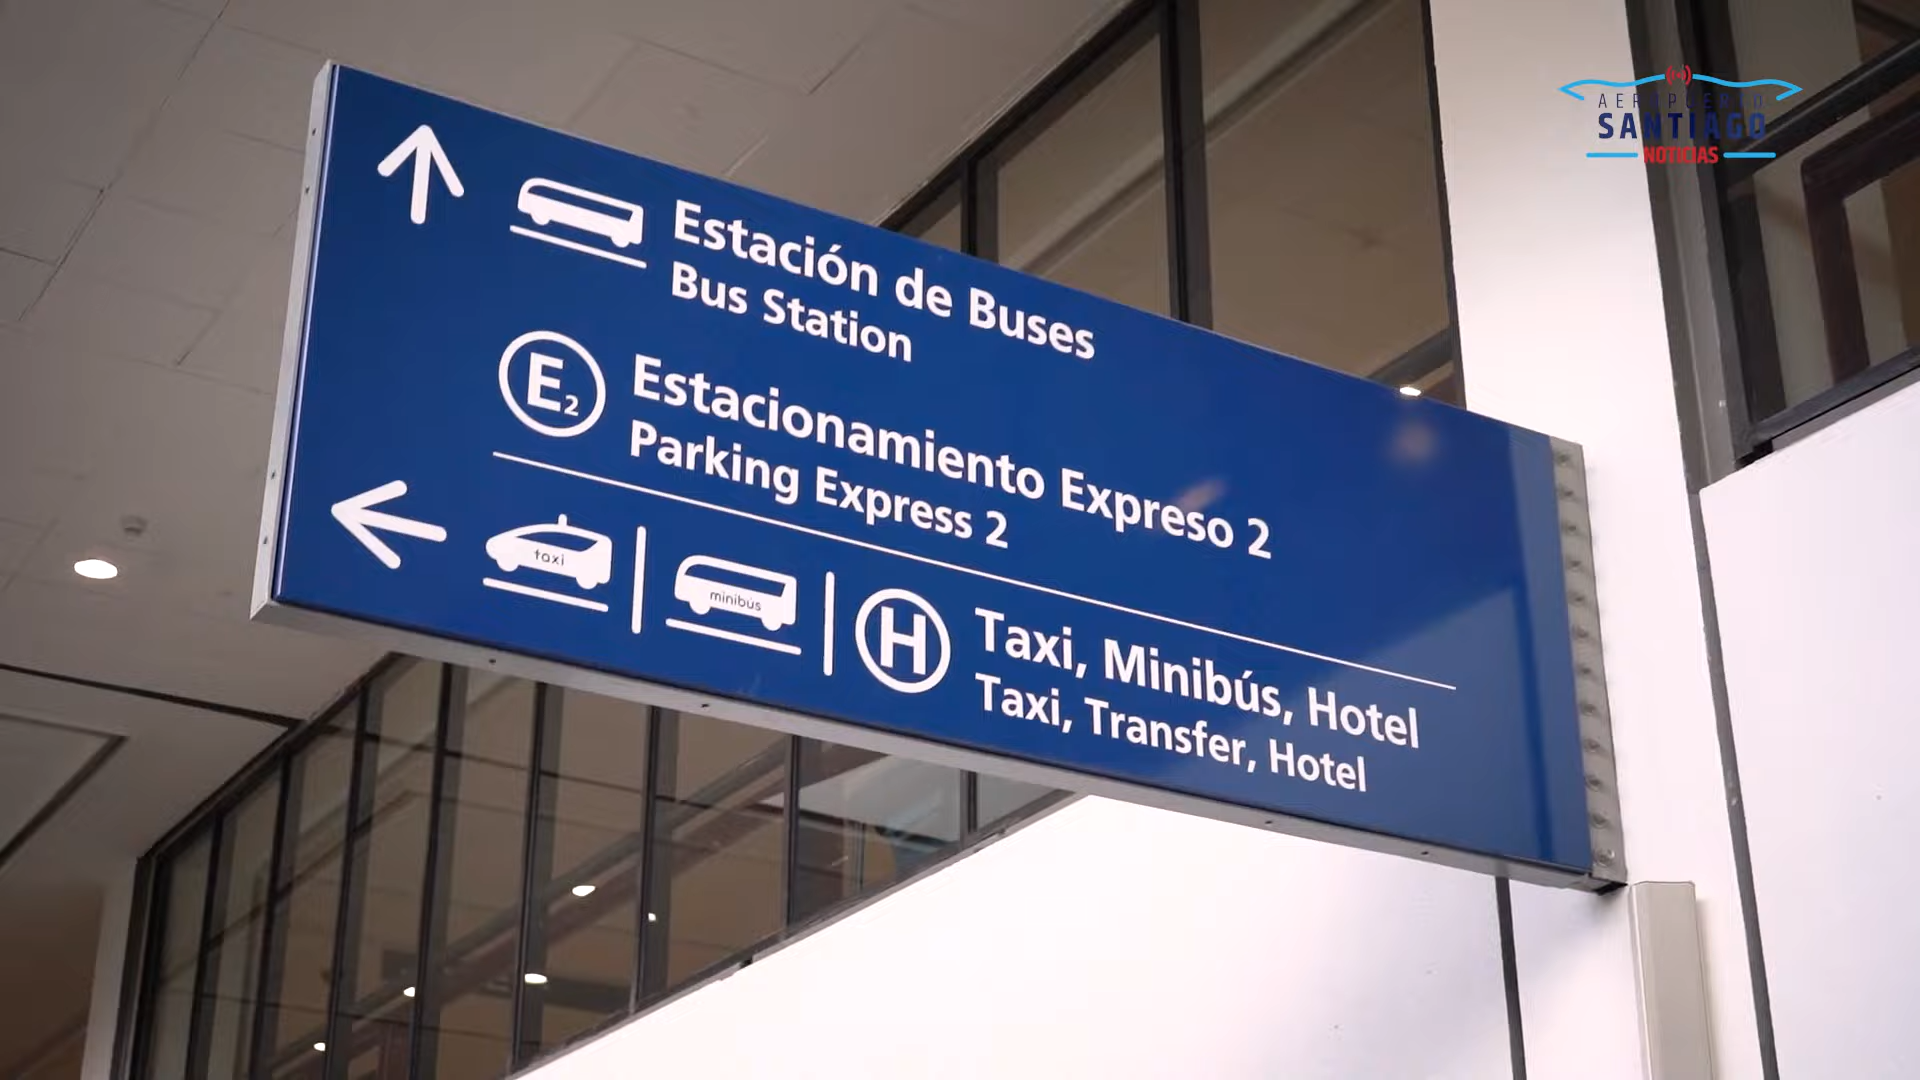 AEROPUERTO
SANTIAGO
NOTICIAS
Estación de Buses
Bus Station
E2
Estacionamiento Expreso 2
Parking Express 2
taxi
minibús
H
Taxi, Minibús, Hotel
Taxi, Transfer, Hotel